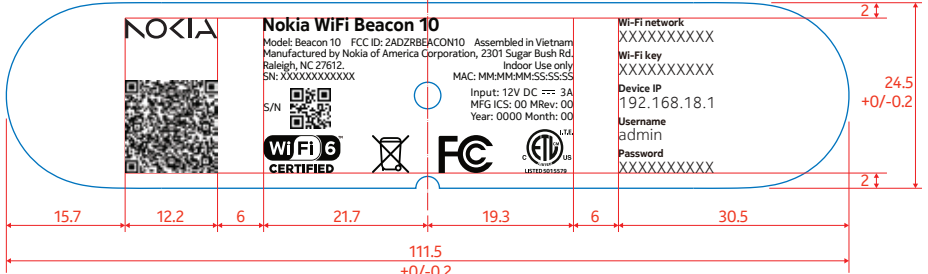 NOKIA
Nokia WiFi Beacon 10
Model: Beacon 10 FCC ID: 2ADZRBEACON10 Assembled in Vietnam
Manufactured by Nokia of America Corporation, 2301 Sugar Bush Rd.
Raleigh, NC 27612. Indoor Use only
SN: XXXXXXXXXXXX MAC: MM:MM:MM:SS:SS:SS
Input: 12V DC ⎓ 3A
S/N MFG ICS: 00 MRev: 00
Year: 0000 Month: 00
Wi Fi 6
CERTIFIED
FC
I.T.E.
C ETL US
LISTED 5015579
Wi-Fi network
XXXXXXXXXX
Wi-Fi key
XXXXXXXXXX
Device IP
192.168.18.1
Username
admin
Password
XXXXXXXXXX
2
24.5
+0/-0.2
2
15.7 12.2 6 21.7 19.3 6 30.5
111.5
+0/-0.2